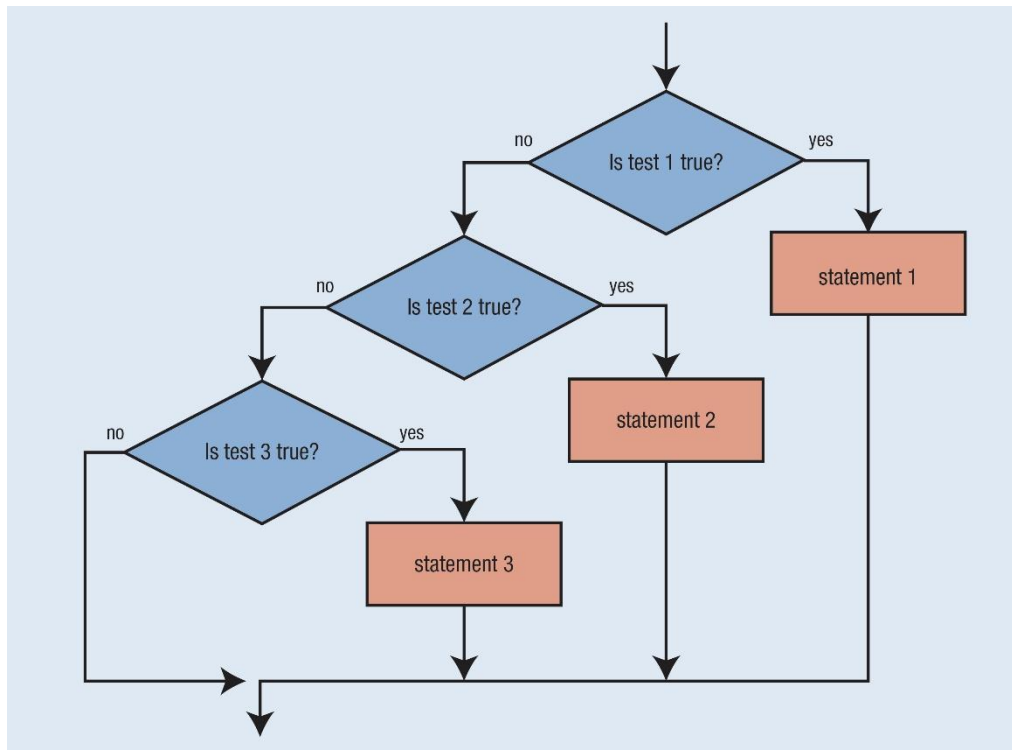 no
yes
Is test 1 true?
statement 1
no
yes
Is test 2 true?
statement 2
no
yes
Is test 3 true?
statement 3